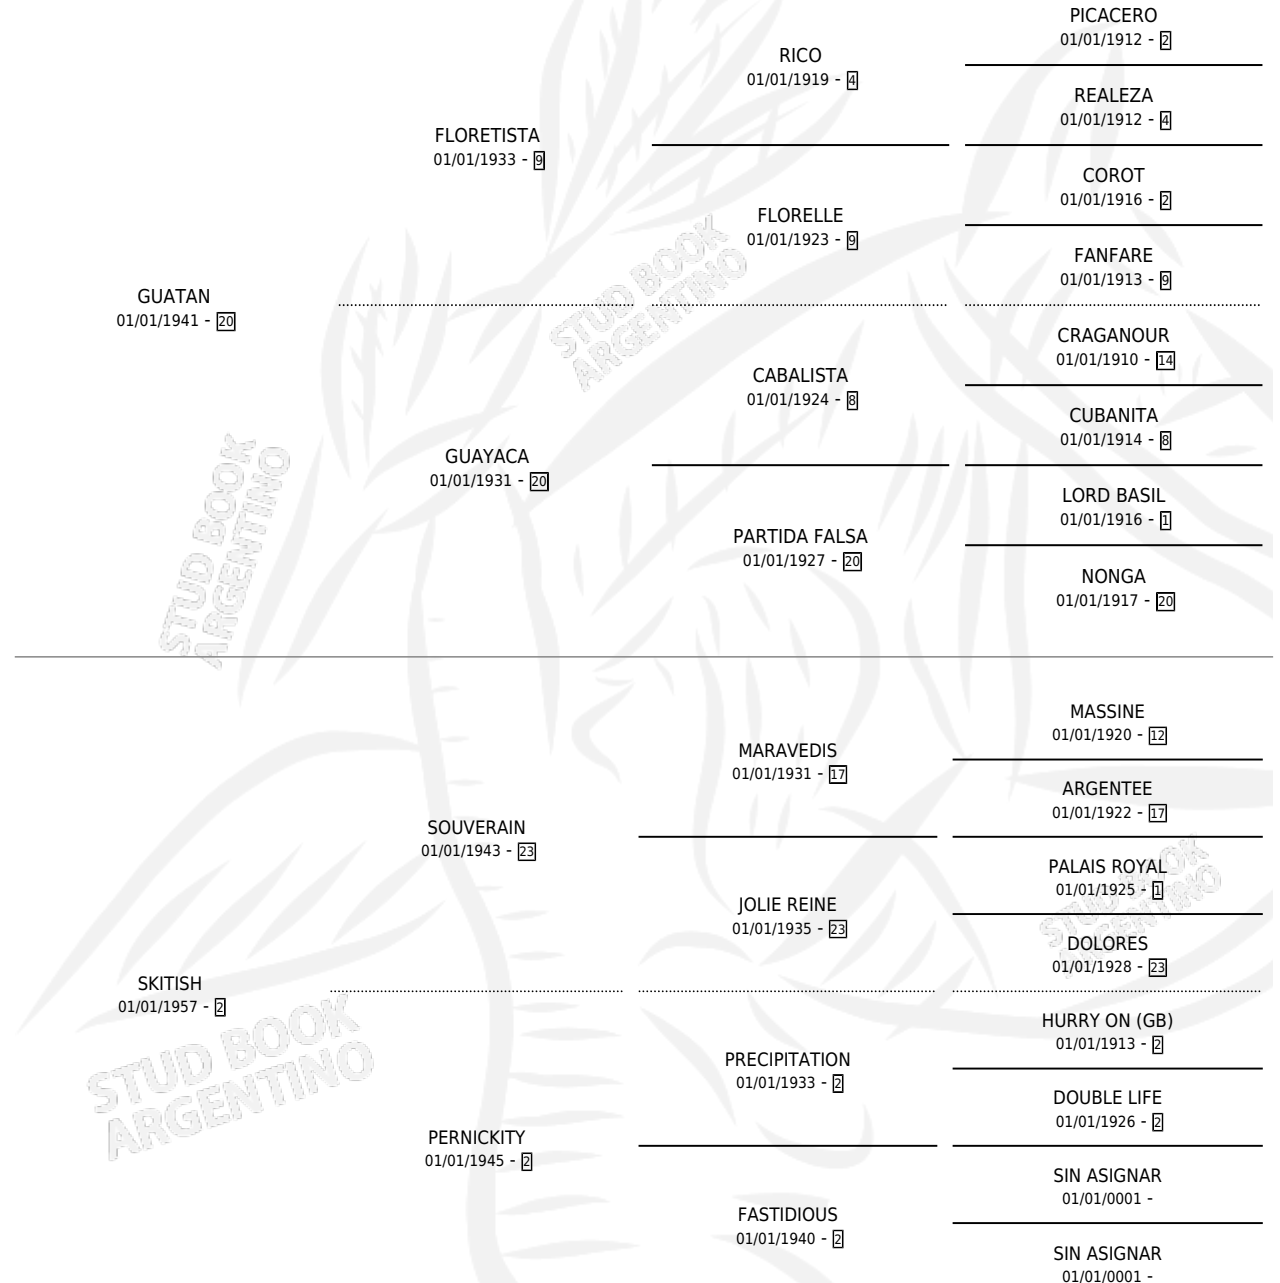 PICACERO
01/01/1912 - 2
RICO
01/01/1919 - 4
REALEZA
01/01/1912 - 4
FLORETISTA
01/01/1933 - 9
COROT
01/01/1916 - 2
FLORELLE
01/01/1923 - 9
FANFARE
01/01/1913 - 9
GUATAN
01/01/1941 - 20
CRAGANOUR
01/01/1910 - 14
CABALISTA
01/01/1924 - 8
CUBANITA
01/01/1914 - 8
GUAYACA
01/01/1931 - 20
LORD BASIL
01/01/1916 - 1
PARTIDA FALSA
01/01/1927 - 20
NONGA
01/01/1917 - 20
STUD BOOK
ARGENTINO
STUD BOOK
ARGENTINO
MASSINE
01/01/1920 - 12
MARAVEDIS
01/01/1931 - 17
ARGENTEE
01/01/1922 - 17
SOUVERAIN
01/01/1943 - 23
PALAIS ROYAL
01/01/1925 - 1
JOLIE REINE
01/01/1935 - 23
DOLORES
01/01/1928 - 23
STUD BOOK
ARGENTINO
SKITISH
01/01/1957 - 2
HURRY ON (GB)
01/01/1913 - 2
PRECIPITATION
01/01/1933 - 2
DOUBLE LIFE
01/01/1926 - 2
STUD BOOK
ARGENTINO
PERNICKITY
01/01/1945 - 2
SIN ASIGNAR
01/01/0001 -
FASTIDIOUS
01/01/1940 - 2
SIN ASIGNAR
01/01/0001 -